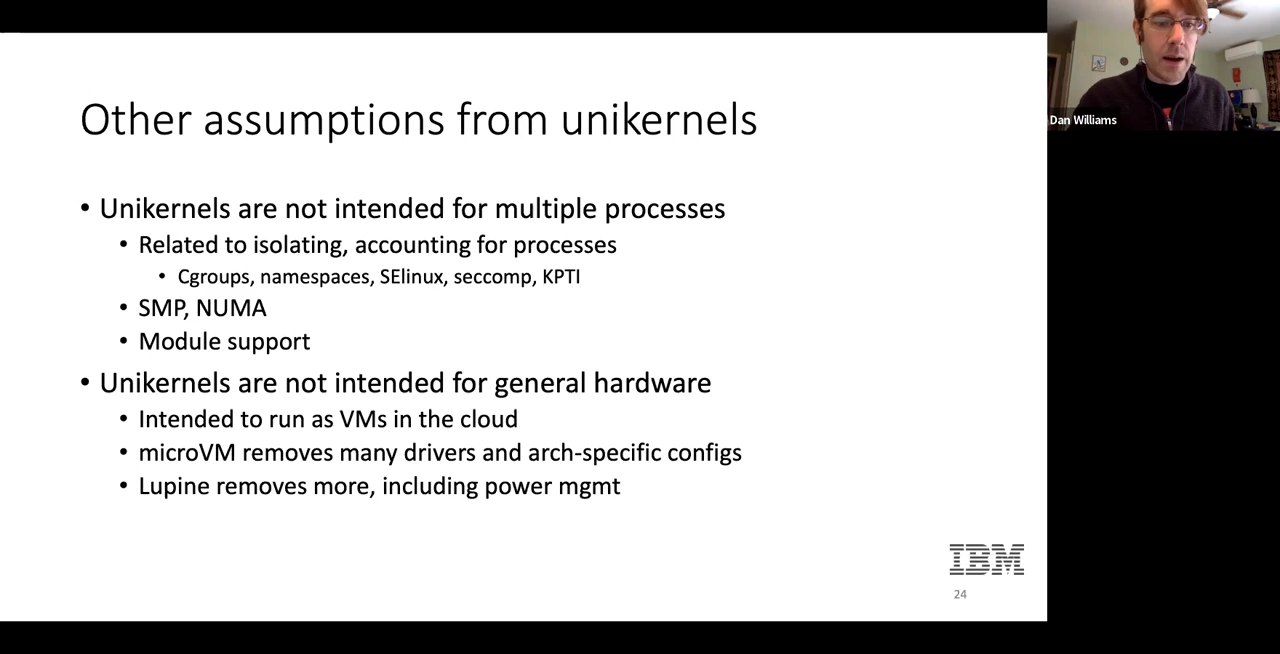 Other assumptions from unikernels
• Unikernels are not intended for multiple processes
• Related to isolating, accounting for processes
• Cgroups, namespaces, SElinux, seccomp, KPTI
• SMP, NUMA
• Module support
• Unikernels are not intended for general hardware
• Intended to run as VMs in the cloud
• microVM removes many drivers and arch-specific configs
• Lupine removes more, including power mgmt
IBM
24
Dan Williams